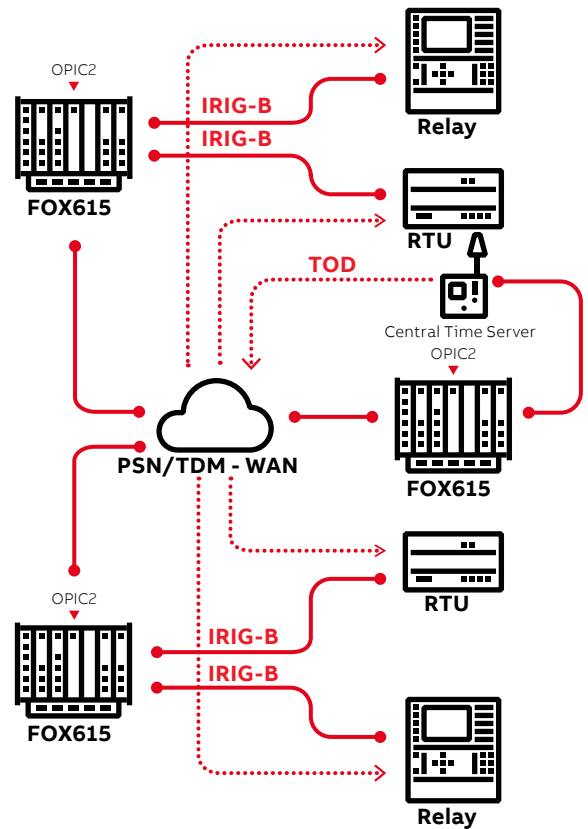 OPIC2
FOX615
IRIG-B
IRIG-B
Relay
RTU
TOD
Central Time Server
OPIC2
FOX615
PSN/TDM - WAN
RTU
OPIC2
FOX615
IRIG-B
IRIG-B
Relay